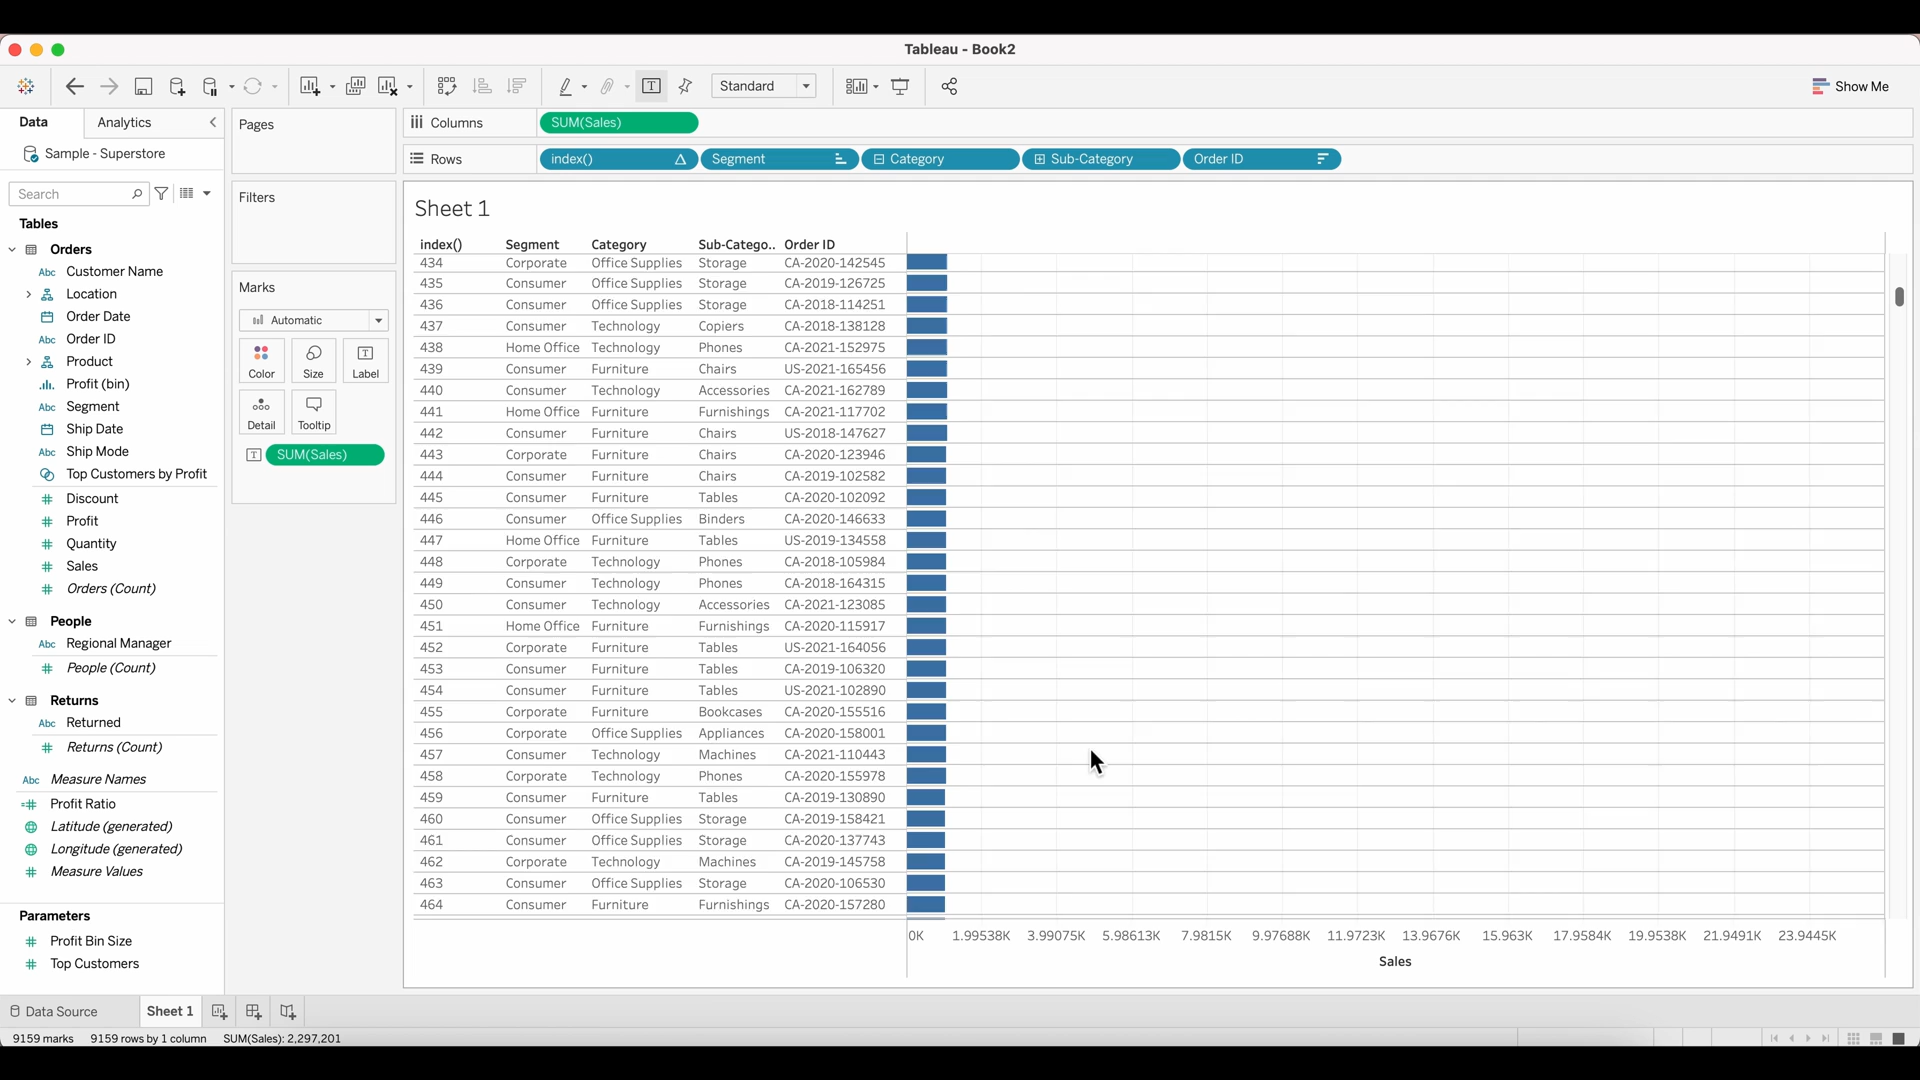 Tableau - Book2
Standard
Show Me
Data
Analytics
Sample - Superstore
Search
Tables
Orders
Abc Customer Name
Location
Order Date
Abc Order ID
Product
Profit (bin)
Abc Segment
Ship Date
Abc Ship Mode
Top Customers by Profit
# Discount
# Profit
# Quantity
# Sales
# Orders (Count)
People
Abc Regional Manager
# People (Count)
Returns
Abc Returned
# Returns (Count)
Abc Measure Names
=# Profit Ratio
Latitude (generated)
Longitude (generated)
# Measure Values
Parameters
# Profit Bin Size
# Top Customers
Pages
Filters
Marks
Automatic
Color Size Label
Detail Tooltip
SUM(Sales)
Columns SUM(Sales)
Rows index() Segment Category Sub-Category Order ID
Sheet 1
index() Segment Category Sub-Catego.. Order ID
434 Corporate Office Supplies Storage CA-2020-142545
435 Consumer Office Supplies Storage CA-2019-126725
436 Consumer Office Supplies Storage CA-2018-114251
437 Consumer Technology Copiers CA-2018-138128
438 Home Office Technology Phones CA-2021-152975
439 Consumer Furniture Chairs US-2021-165456
440 Consumer Technology Accessories CA-2021-162789
441 Home Office Furniture Furnishings CA-2021-117702
442 Consumer Furniture Chairs US-2018-147627
443 Corporate Furniture Chairs CA-2020-123946
444 Consumer Furniture Chairs CA-2019-102582
445 Consumer Furniture Tables CA-2020-102092
446 Consumer Office Supplies Binders CA-2020-146633
447 Home Office Furniture Tables US-2019-134558
448 Corporate Technology Phones CA-2018-105984
449 Consumer Technology Phones CA-2018-164315
450 Consumer Technology Accessories CA-2021-123085
451 Home Office Furniture Furnishings CA-2020-115917
452 Corporate Furniture Tables US-2021-164056
453 Consumer Furniture Tables CA-2019-106320
454 Consumer Furniture Tables US-2021-102890
455 Corporate Furniture Bookcases CA-2020-155516
456 Corporate Office Supplies Appliances CA-2020-158001
457 Consumer Technology Machines CA-2021-110443
458 Corporate Technology Phones CA-2020-155978
459 Consumer Furniture Tables CA-2019-130890
460 Consumer Office Supplies Storage CA-2019-158421
461 Consumer Office Supplies Storage CA-2020-137743
462 Corporate Technology Machines CA-2019-145758
463 Consumer Office Supplies Storage CA-2020-106530
464 Consumer Furniture Furnishings CA-2020-157280
0K 1.99538K 3.99075K 5.98613K 7.9815K 9.97688K 11.9723K 13.9676K 15.963K 17.9584K 19.9538K 21.9491K 23.9445K
Sales
Data Source
Sheet 1
9159 marks 9159 rows by 1 column SUM(Sales): 2,297,201